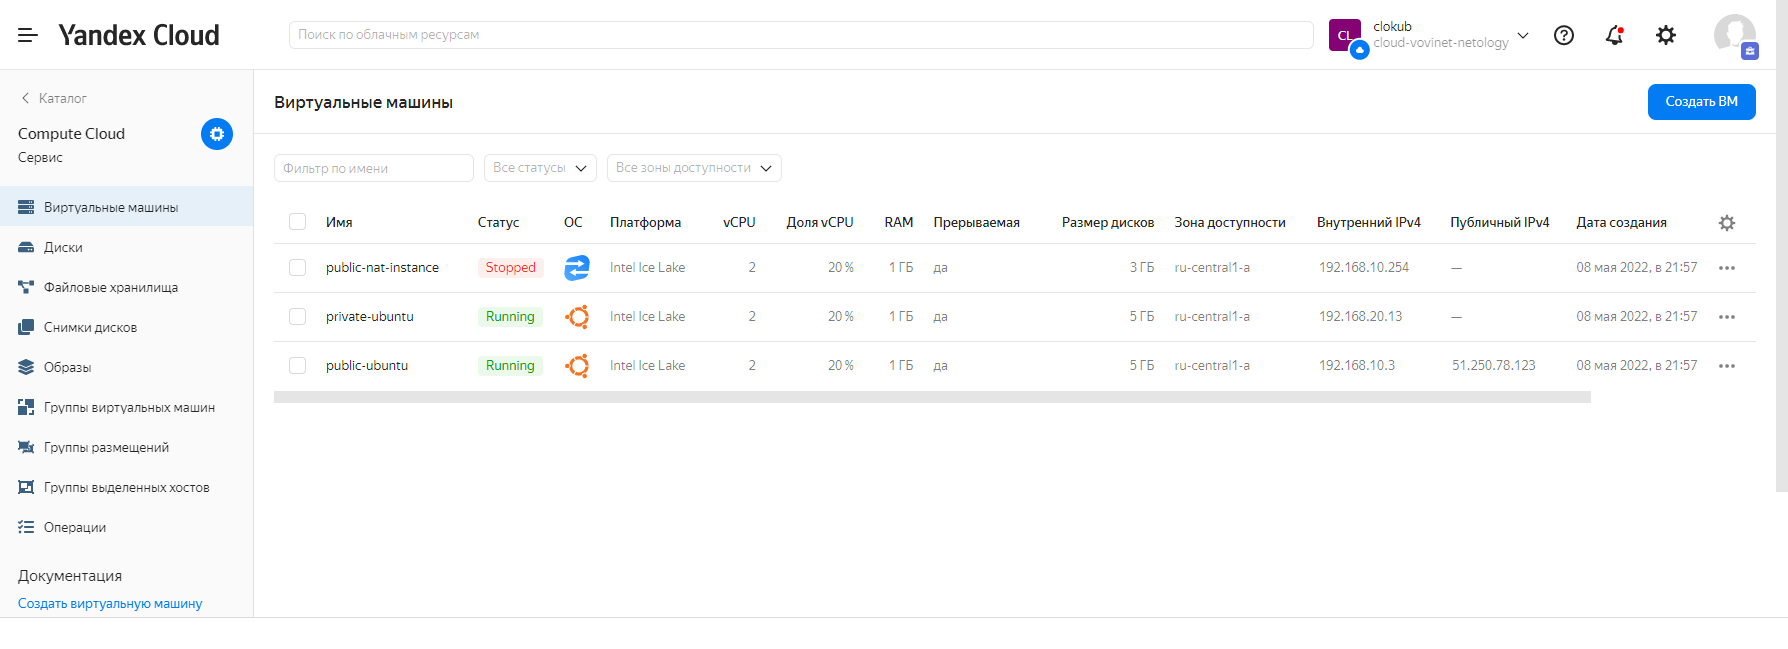 Yandex Cloud
Поиск по облачным ресурсам
CL
clokub
cloud-vovinet-netology
Каталог
Compute Cloud
Сервис
Виртуальные машины
Диски
Файловые хранилища
Снимки дисков
Образы
Группы виртуальных машин
Группы размещений
Группы выделенных хостов
Операции
Документация
Создать виртуальную машину
Виртуальные машины
Создать ВМ
Фильтр по имени Все статусы Все зоны доступности
Имя Статус ОС Платформа vCPU Доля vCPU RAM Прерываемая Размер дисков Зона доступности Внутренний IPv4 Публичный IPv4 Дата создания
public-nat-instance Stopped Intel Ice Lake 2 20 % 1 ГБ да 3 ГБ ru-central1-a 192.168.10.254 — 08 мая 2022, в 21:57
private-ubuntu Running Intel Ice Lake 2 20 % 1 ГБ да 5 ГБ ru-central1-a 192.168.20.13 — 08 мая 2022, в 21:57
public-ubuntu Running Intel Ice Lake 2 20 % 1 ГБ да 5 ГБ ru-central1-a 192.168.10.3 51.250.78.123 08 мая 2022, в 21:57